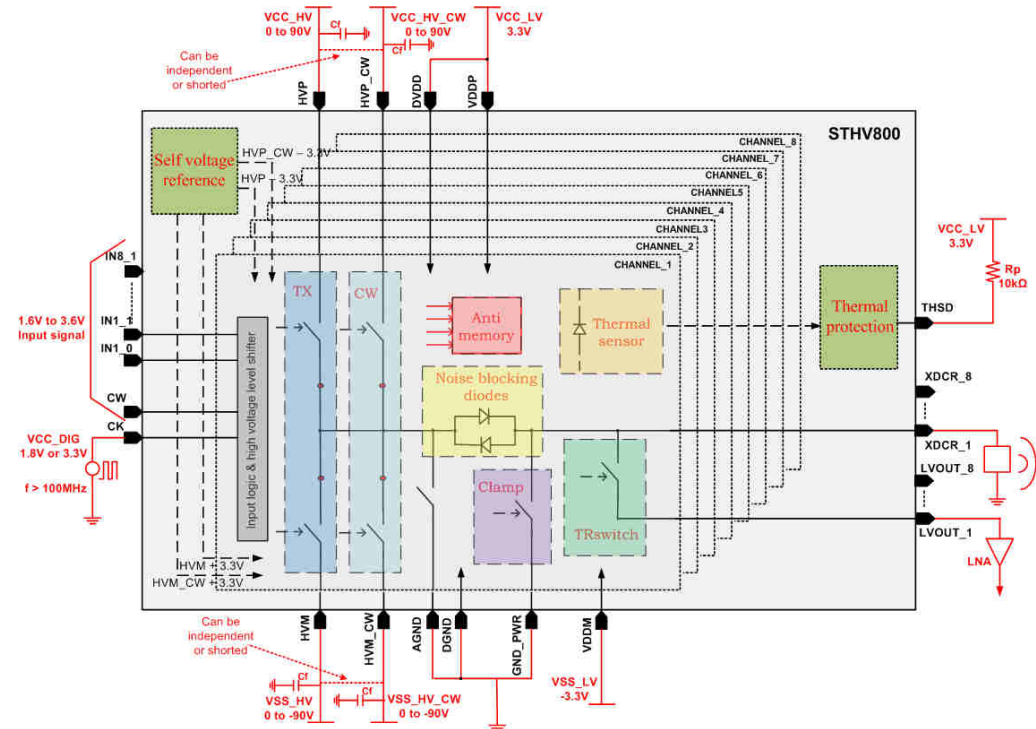 VCC_HV
0 to 90V
Cf
VCC_HV_CW
0 to 90V
Cf
VCC_LV
3.3V
Can be
independent
or shorted
HVP
HVP_CW
DVDD
VDDP
STHV800
Self voltage
reference
HVP_CW – 3.3V
HVP – 3.3V
CHANNEL_8
CHANNEL_7
CHANNEL_6
CHANNEL5
CHANNEL_4
CHANNEL3
CHANNEL_2
CHANNEL_1
IN8_1
IN1_1
IN1_0
CW
CK
1.6V to 3.6V
Input signal
VCC_DIG
1.8V or 3.3V
f > 100MHz
Input logic & high voltage level shifter
TX
CW
Anti
memory
Thermal
sensor
Thermal
protection
VCC_LV
3.3V
Rp
10kΩ
THSD
Noise blocking
diodes
Clamp
TRswitch
XDCR_8
XDCR_1
LVOUT_8
LVOUT_1
LNA
HVM + 3.3V
HVM_CW + 3.3V
Can be
independent
or shorted
HVM
HVM_CW
AGND
DGND
GND_PWR
VDDM
Cf
VSS_HV
0 to -90V
Cf
VSS_HV_CW
0 to -90V
VSS_LV
-3.3V